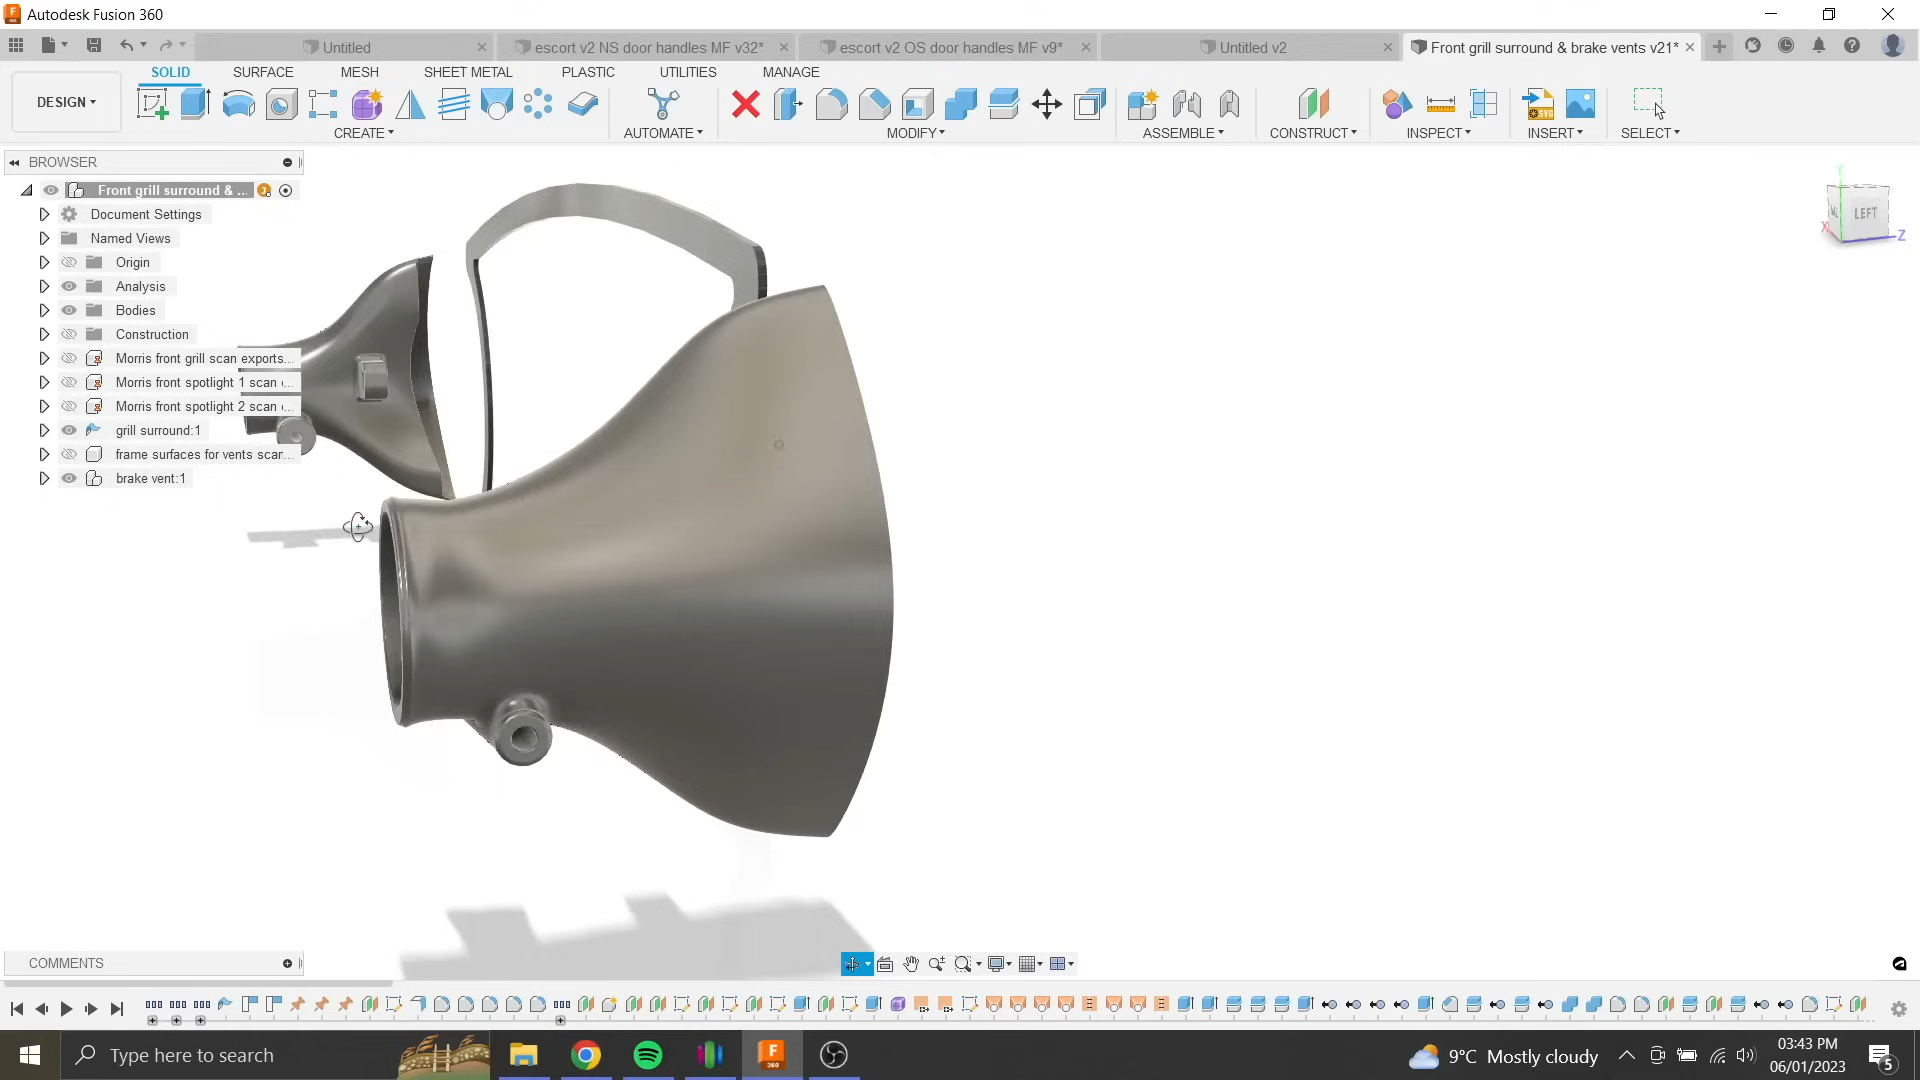 Autodesk Fusion 360
Untitled
escort v2 NS door handles MF v32*
escort v2 OS door handles MF v9*
Untitled v2
Front grill surround & brake vents v21*
SOLID SURFACE MESH SHEET METAL PLASTIC UTILITIES MANAGE
DESIGN
CREATE AUTOMATE MODIFY ASSEMBLE CONSTRUCT INSPECT INSERT SELECT
BROWSER
Front grill surround & ...
Document Settings
Named Views
Origin
Analysis
Bodies
Construction
Morris front grill scan exports...
Morris front spotlight 1 scan ...
Morris front spotlight 2 scan ...
grill surround:1
frame surfaces for vents scan...
brake vent:1
LEFT
Y
X
Z
COMMENTS
Type here to search
9°C Mostly cloudy
03:43 PM
06/01/2023
5